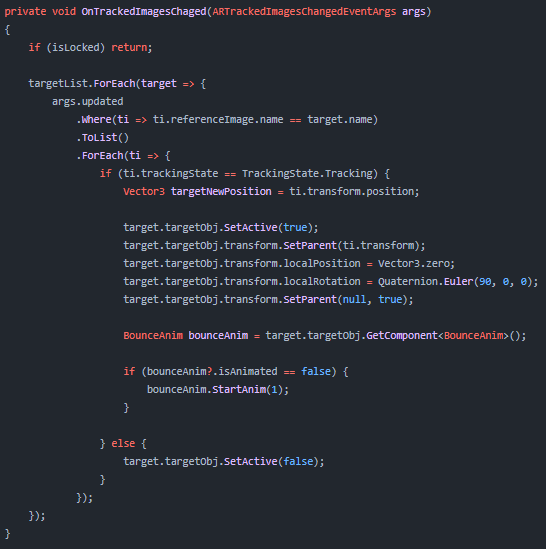 private void OnTrackedImagesChaged(ARTrackedImagesChangedEventArgs args)
{
    if (isLocked) return;

    targetList.ForEach(target => {
        args.updated
            .Where(ti => ti.referenceImage.name == target.name)
            .ToList()
            .ForEach(ti => {
                if (ti.trackingState == TrackingState.Tracking) {
                    Vector3 targetNewPosition = ti.transform.position;

                    target.targetObj.SetActive(true);
                    target.targetObj.transform.SetParent(ti.transform);
                    target.targetObj.transform.localPosition = Vector3.zero;
                    target.targetObj.transform.localRotation = Quaternion.Euler(90, 0, 0);
                    target.targetObj.transform.SetParent(null, true);

                    BounceAnim bounceAnim = target.targetObj.GetComponent<BounceAnim>();

                    if (bounceAnim?.isAnimated == false) {
                        bounceAnim.StartAnim(1);
                    }

                } else {
                    target.targetObj.SetActive(false);
                }
            });
    });
}